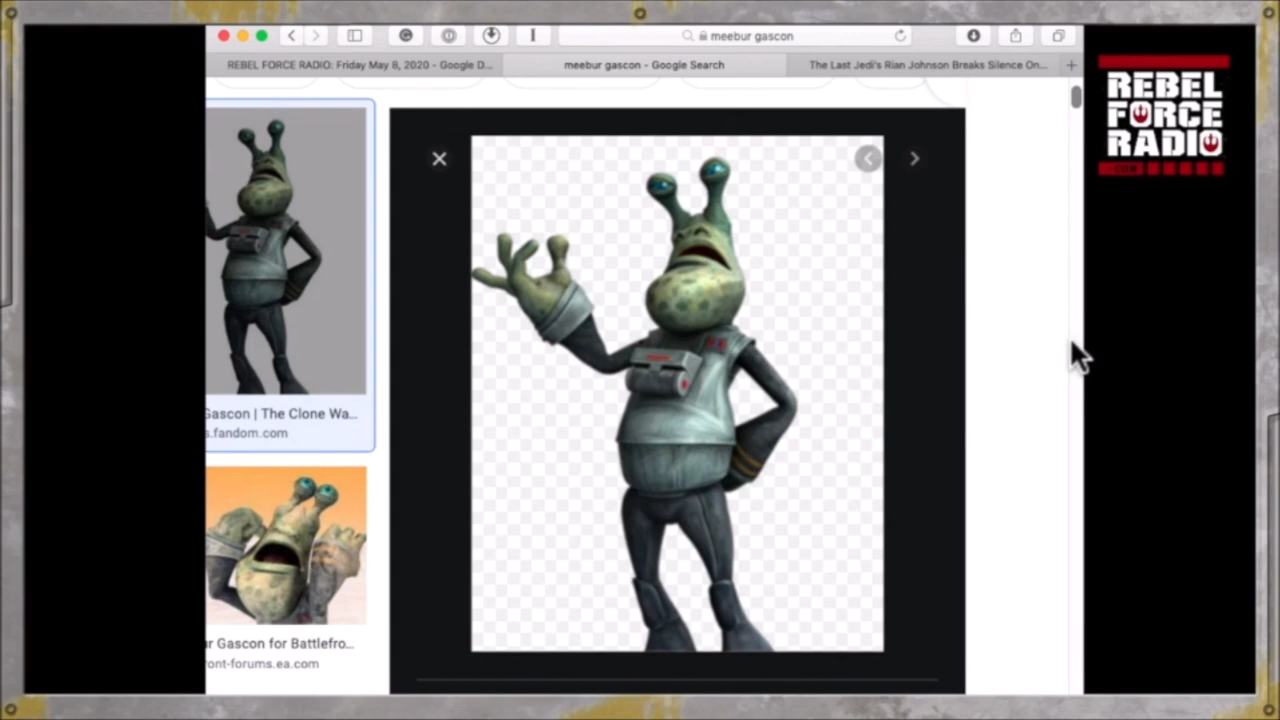 meebur gascon
REBEL FORCE RADIO: Friday May 8, 2020 - Google D...
meebur gascon - Google Search
The Last Jedi's Rian Johnson Breaks Silence On...
REBEL
FORCE
RADIO
.COM
Gascon | The Clone Wa...
s.fandom.com
ur Gascon for Battlefro...
ront-forums.ea.com